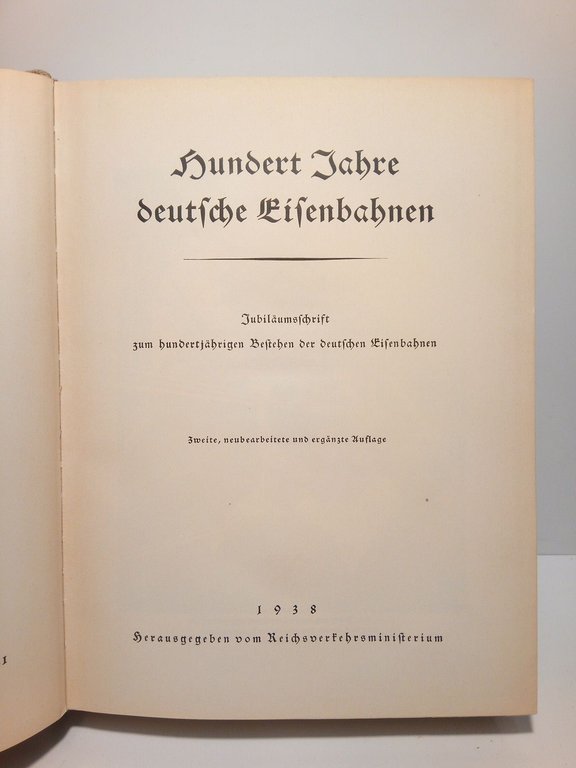 Hundert Jahre
deutſche Eiſenbahnen
Jubiläumsſchrift
zum hundertjährigen Beſtehen der deutſchen Eiſenbahnen
Zweite, neubearbeitete und ergänzte Auflage
1938
Herausgegeben vom Reichsverkehrsminiſterium
1